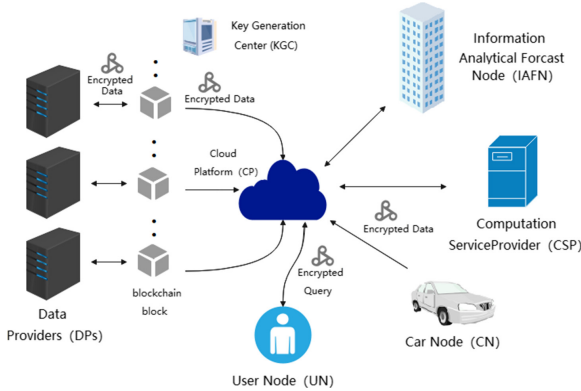 Key Generation
Center (KGC)
Information
Analytical Forcast
Node（IAFN）
Encrypted
Data
Encrypted Data
Cloud
Platform（CP）
Encrypted Data
Computation
ServiceProvider（CSP）
Encrypted
Query
blockchain
block
Data
Providers（DPs）
Car Node（CN）
User Node（UN）